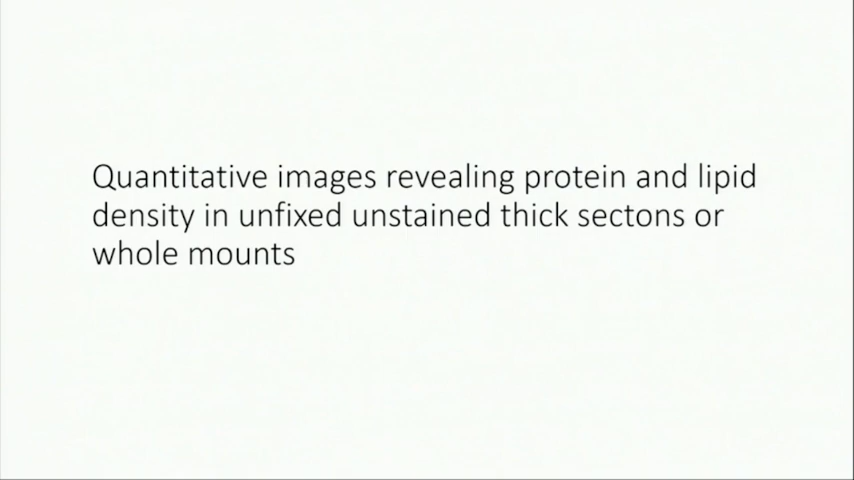 Quantitative images revealing protein and lipid
density in unfixed unstained thick sectons or
whole mounts